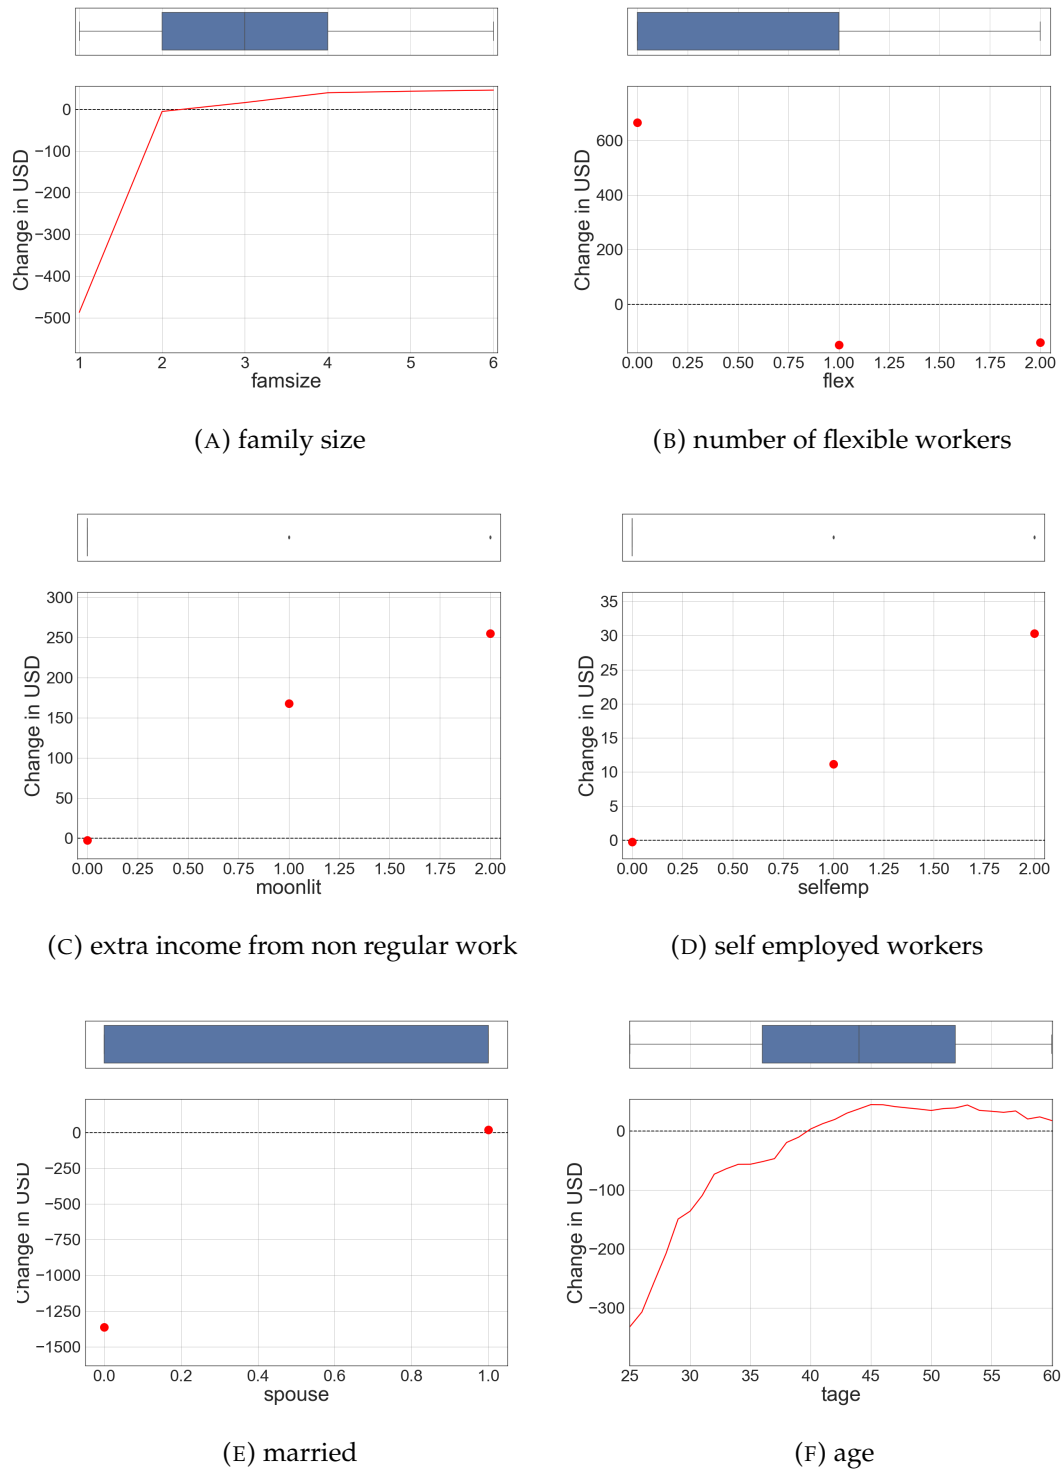 0
−100
−200
−300
−400
−500
Change in USD
1 2 3 4 5 6
famsize
(A) family size
600
400
200
0
Change in USD
0.00 0.25 0.50 0.75 1.00 1.25 1.50 1.75 2.00
flex
(B) number of flexible workers
300
250
200
150
100
50
0
Change in USD
0.00 0.25 0.50 0.75 1.00 1.25 1.50 1.75 2.00
moonlit
(C) extra income from non regular work
35
30
25
20
15
10
5
0
Change in USD
0.00 0.25 0.50 0.75 1.00 1.25 1.50 1.75 2.00
selfemp
(D) self employed workers
0
−250
−500
−750
−1000
−1250
−1500
Change in USD
0.0 0.2 0.4 0.6 0.8 1.0
spouse
(E) married
0
−100
−200
−300
Change in USD
25 30 35 40 45 50 55 60
tage
(F) age